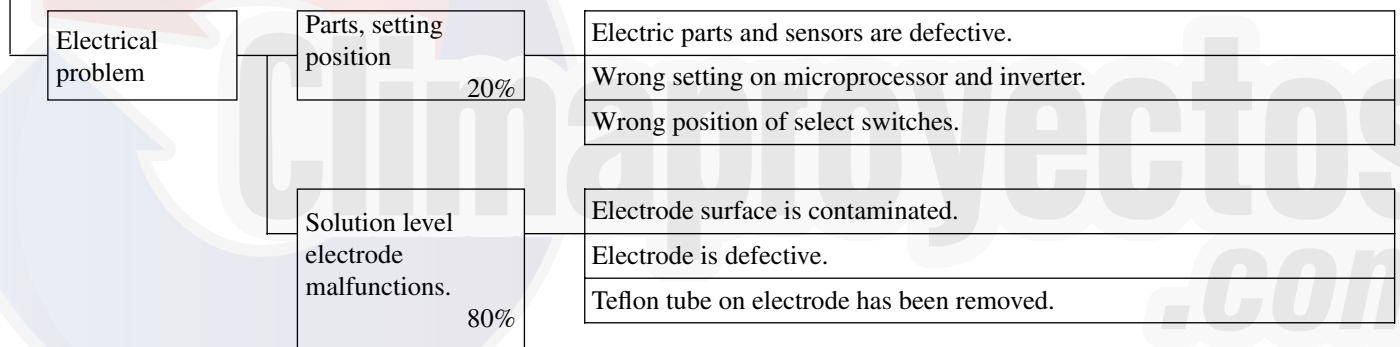 Electrical
problem
Parts, setting
position
20%
Electric parts and sensors are defective.
Wrong setting on microprocessor and inverter.
Wrong position of select switches.
Solution level
electrode
malfunctions.
80%
Electrode surface is contaminated.
Electrode is defective.
Teflon tube on electrode has been removed.
Climaproyectos
.com